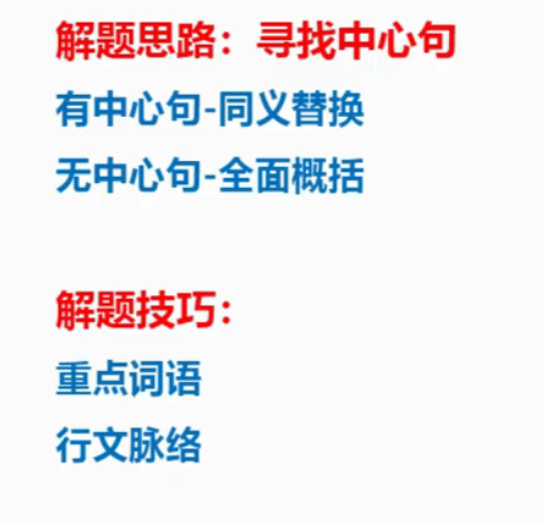 解题思路：寻找中心句
有中心句-同义替换
无中心句-全面概括
解题技巧：
重点词语
行文脉络